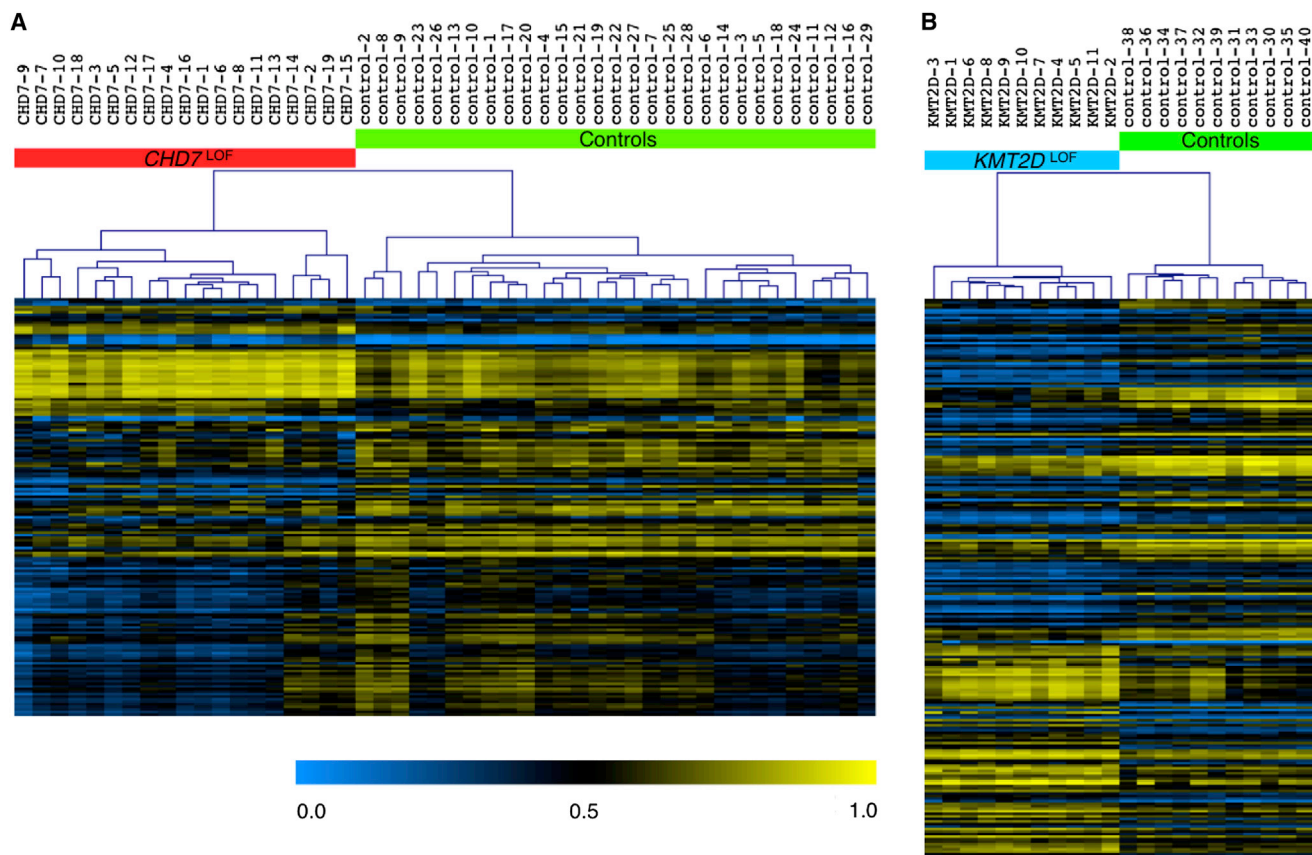 A
CHD7-9
CHD7-7
CHD7-10
CHD7-18
CHD7-3
CHD7-5
CHD7-12
CHD7-17
CHD7-4
CHD7-16
CHD7-1
CHD7-6
CHD7-8
CHD7-11
CHD7-13
CHD7-14
CHD7-2
CHD7-19
CHD7-15
control-2
control-8
control-9
control-23
control-26
control-13
control-10
control-1
control-17
control-20
control-4
control-15
control-21
control-19
control-22
control-27
control-7
control-25
control-28
control-6
control-14
control-3
control-5
control-18
control-24
control-11
control-12
control-16
control-29
Controls
CHD7 LOF
0.0
0.5
1.0
B
KMT2D-3
KMT2D-1
KMT2D-6
KMT2D-8
KMT2D-9
KMT2D-10
KMT2D-7
KMT2D-4
KMT2D-5
KMT2D-11
KMT2D-2
control-38
control-36
control-34
control-37
control-32
control-39
control-31
control-33
control-30
control-35
control-40
Controls
KMT2D LOF